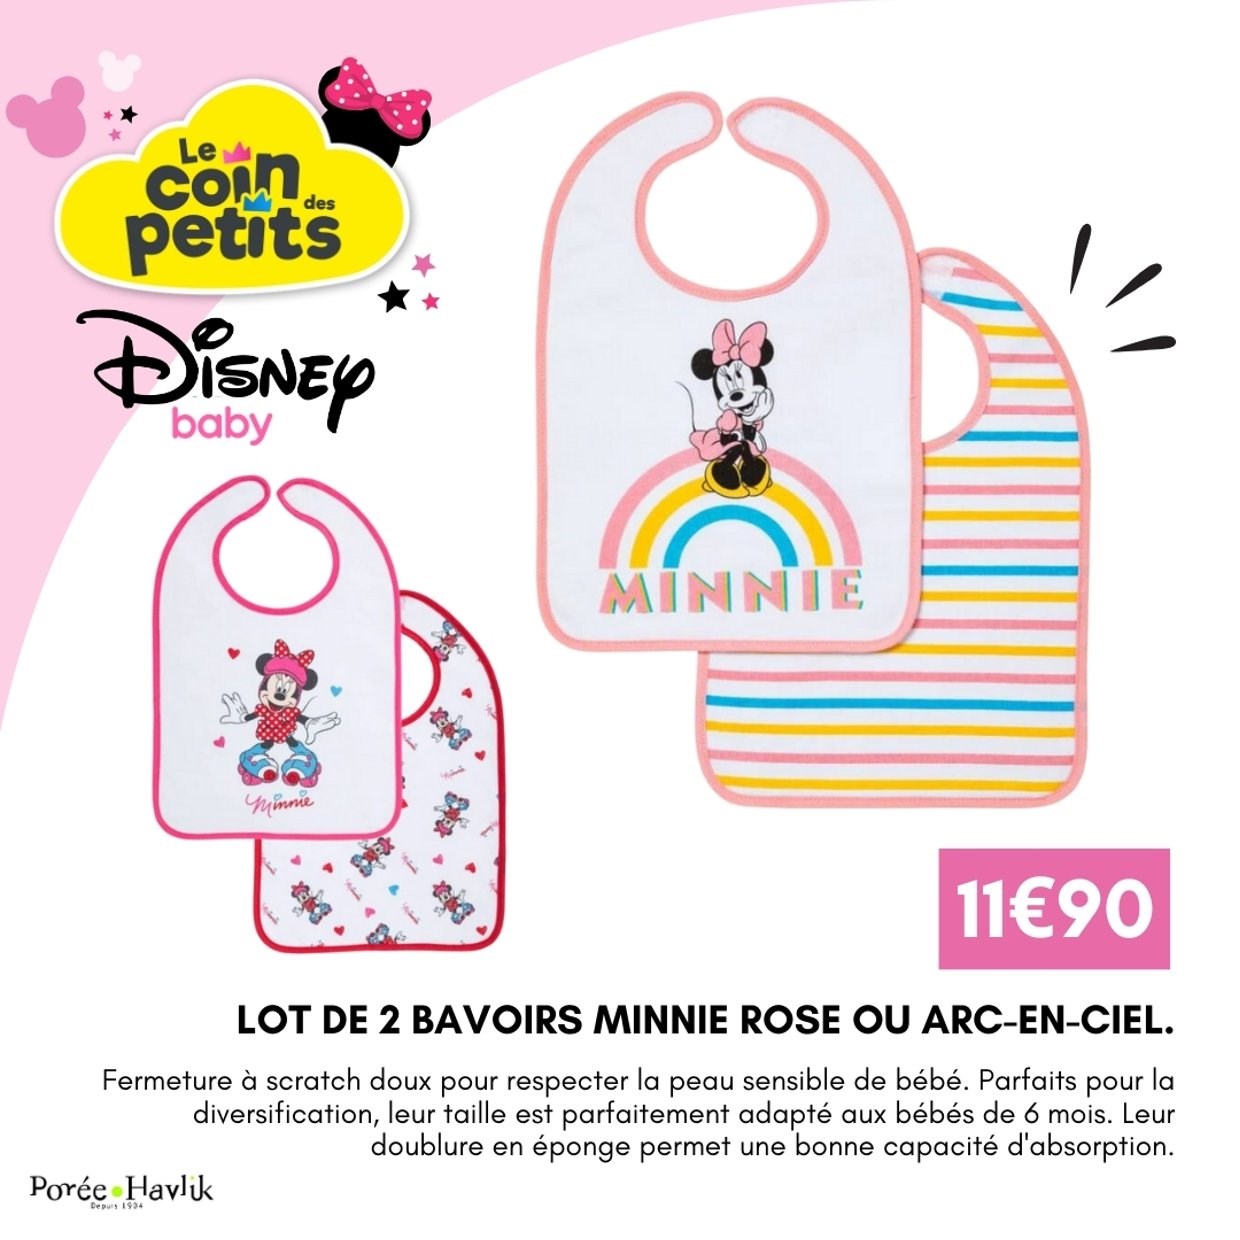 Le
coin
des
petits
Disney
baby
MINNIE
Minnie
11€90
LOT DE 2 BAVOIRS MINNIE ROSE OU ARC-EN-CIEL.
Fermeture à scratch doux pour respecter la peau sensible de bébé. Parfaits pour la
diversification, leur taille est parfaitement adapté aux bébés de 6 mois. Leur
doublure en éponge permet une bonne capacité d'absorption.
Porée Havlik
Depuis 1934